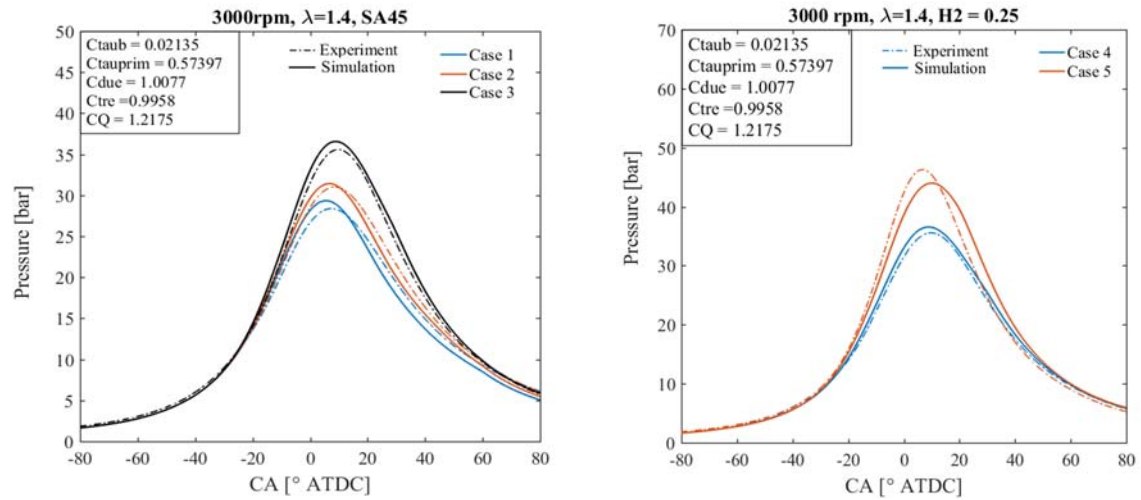 3000rpm, λ=1.4, SA45
50
45
40
35
30
25
20
15
10
5
0
Pressure [bar]
Ctaub = 0.02135
Ctauprim = 0.57397
Cdue = 1.0077
Ctre =0.9958
CQ = 1.2175
Experiment
Simulation
Case 1
Case 2
Case 3
-80 -60 -40 -20 0 20 40 60 80
CA [° ATDC]
3000 rpm, λ=1.4, H2 = 0.25
70
60
50
40
30
20
10
0
Pressure [bar]
Ctaub = 0.02135
Ctauprim = 0.57397
Cdue = 1.0077
Ctre =0.9958
CQ = 1.2175
Experiment
Simulation
Case 4
Case 5
-80 -60 -40 -20 0 20 40 60 80
CA [° ATDC]